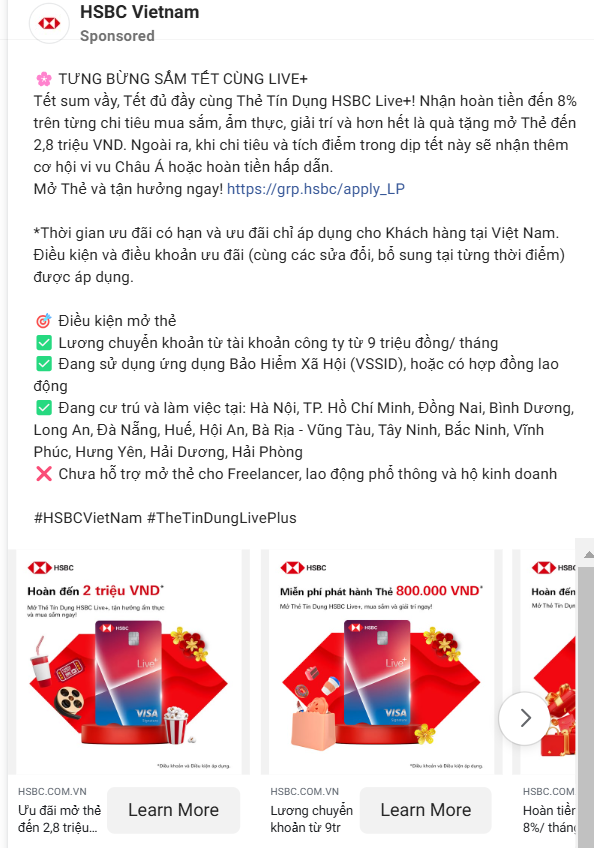 HSBC Vietnam
Sponsored
🌸 TƯNG BỪNG SẮM TẾT CÙNG LIVE+
Tết sum vầy, Tết đủ đầy cùng Thẻ Tín Dụng HSBC Live+! Nhận hoàn tiền đến 8%
trên từng chi tiêu mua sắm, ẩm thực, giải trí và hơn hết là quà tặng mở Thẻ đến
2,8 triệu VND. Ngoài ra, khi chi tiêu và tích điểm trong dịp tết này sẽ nhận thêm
cơ hội vi vu Châu Á hoặc hoàn tiền hấp dẫn.
Mở Thẻ và tận hưởng ngay! https://grp.hsbc/apply_LP
*Thời gian ưu đãi có hạn và ưu đãi chỉ áp dụng cho Khách hàng tại Việt Nam.
Điều kiện và điều khoản ưu đãi (cùng các sửa đổi, bổ sung tại từng thời điểm)
được áp dụng.
🎯 Điều kiện mở thẻ
✅ Lương chuyển khoản từ tài khoản công ty từ 9 triệu đồng/ tháng
✅ Đang sử dụng ứng dụng Bảo Hiểm Xã Hội (VSSID), hoặc có hợp đồng lao
động
✅ Đang cư trú và làm việc tại: Hà Nội, TP. Hồ Chí Minh, Đồng Nai, Bình Dương,
Long An, Đà Nẵng, Huế, Hội An, Bà Rịa - Vũng Tàu, Tây Ninh, Bắc Ninh, Vĩnh
Phúc, Hưng Yên, Hải Dương, Hải Phòng
❌ Chưa hỗ trợ mở thẻ cho Freelancer, lao động phổ thông và hộ kinh doanh
#HSBCVietNam #TheTinDungLivePlus
HSBC
Hoàn đến 2 triệu VND*
Mở Thẻ Tín Dụng HSBC Live+, tận hưởng ẩm thực
và mua sắm ngay!
HSBC
Live+
VISA
Signature
*Điều khoản và Điều kiện áp dụng.
HSBC.COM.VN
Ưu đãi mở thẻ
đến 2,8 triệu...
Learn More
HSBC
Miễn phí phát hành Thẻ 800.000 VND*
Mở Thẻ Tín Dụng HSBC Live+, mua sắm và giải trí ngay!
HSBC
Live+
VISA
Signature
*Điều khoản và Điều kiện áp dụng.
HSBC.COM.VN
Lương chuyển
khoản từ 9tr
Learn More
HSBC
Hoàn đến
Mở Thẻ Tín Dụng
HSBC.COM
Hoàn tiền
8%/ tháng